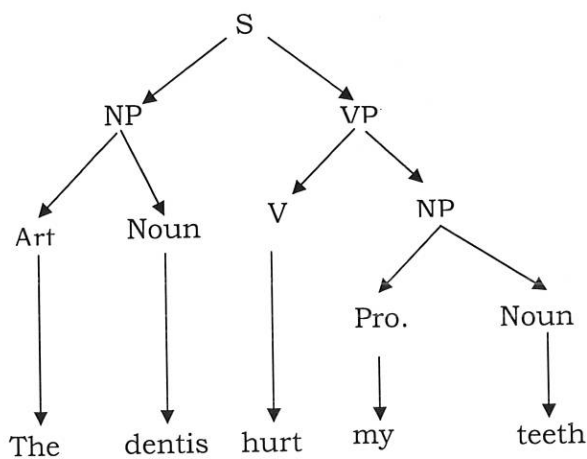 S
NP VP
Art Noun V NP
Pro. Noun
The dentis hurt my teeth